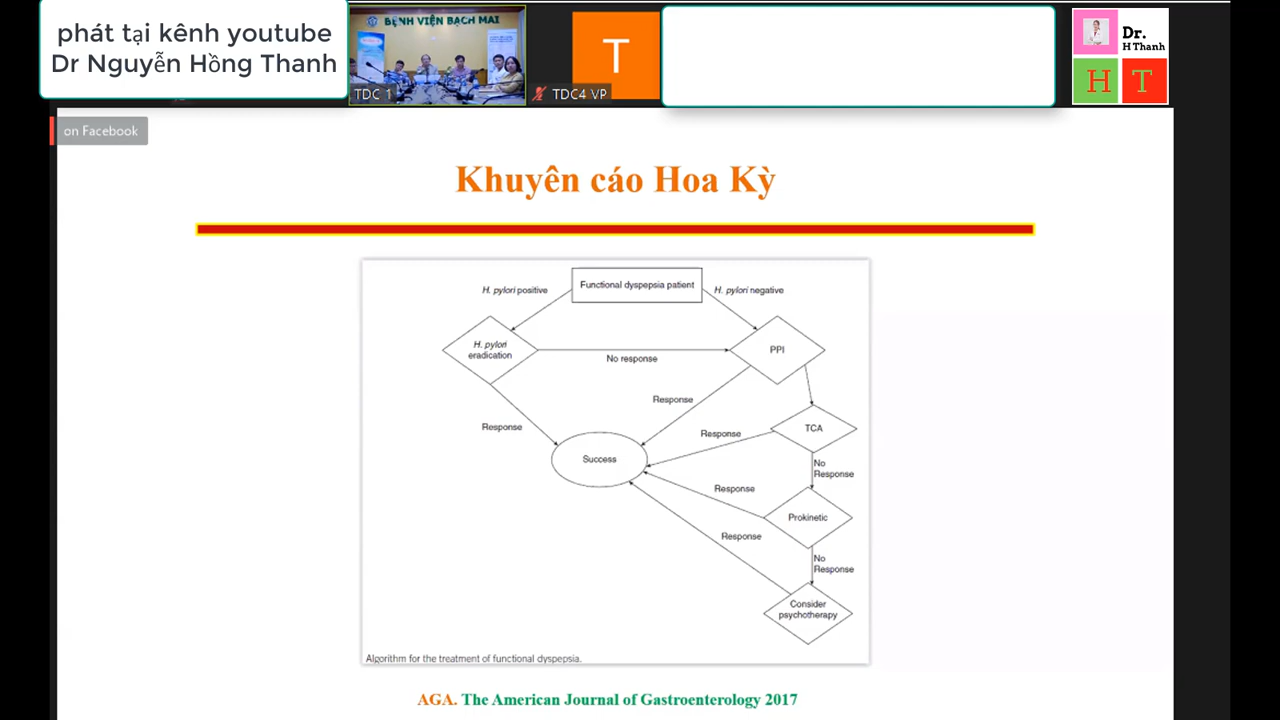 phát tại kênh youtube
Dr Nguyễn Hồng Thanh
BỆNH VIỆN BẠCH MAI
TDC 1
T
TDC4 VP
Dr.
H Thanh
H T
on Facebook
Khuyên cáo Hoa Kỳ
Functional dyspepsia patient
H. pylori positive
H. pylori negative
H. pylori
eradication
No response
PPI
Response
Response
TCA
Response
Success
No
Response
Response
Prokinetic
Response
No
Response
Consider
psychotherapy
Algorithm for the treatment of functional dyspepsia.
AGA. The American Journal of Gastroenterology 2017